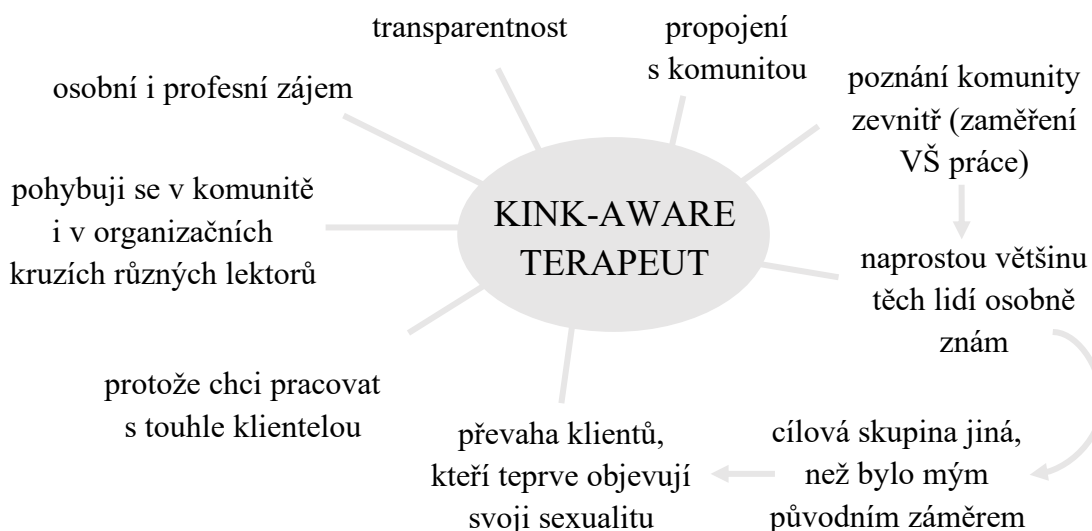 transparentnost
propojení
s komunitou
osobní i profesní zájem
poznání komunity
zevnitř (zaměření
VŠ práce)
pohybuji se v komunitě
i v organizačních
kruzích různých lektorů
KINK-AWARE
TERAPEUT
naprostou většinu
těch lidí osobně
znám
protože chci pracovat
s touhle klientelou
převaha klientů,
kteří teprve objevují
svoji sexualitu
cílová skupina jiná,
než bylo mým
původním záměrem